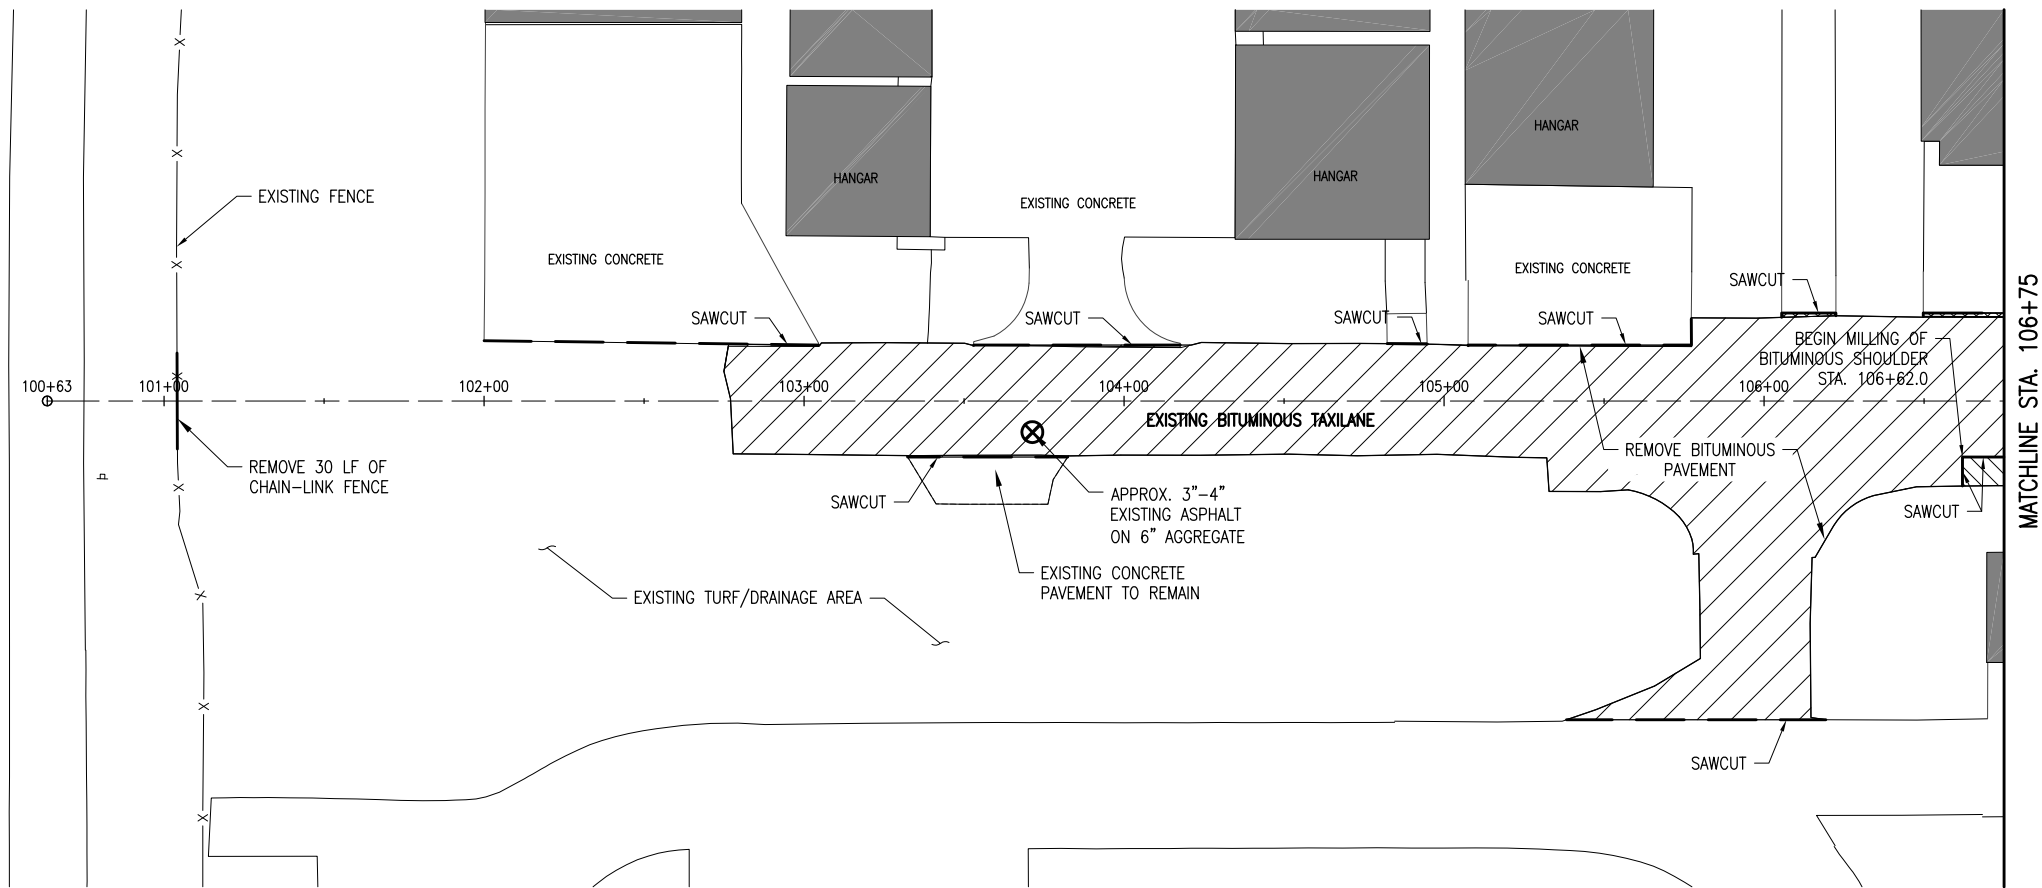 HANGAR
HANGAR
HANGAR
EXISTING FENCE
EXISTING CONCRETE
EXISTING CONCRETE
EXISTING CONCRETE
SAWCUT
SAWCUT
SAWCUT
SAWCUT
SAWCUT
BEGIN MILLING OF
BITUMINOUS SHOULDER
STA. 106+62.0
MATCHLINE STA. 106+75
100+63
101+00
102+00
103+00
104+00
105+00
106+00
EXISTING BITUMINOUS TAXILANE
REMOVE 30 LF OF
CHAIN-LINK FENCE
SAWCUT
APPROX. 3"-4"
EXISTING ASPHALT
ON 6" AGGREGATE
REMOVE BITUMINOUS
PAVEMENT
SAWCUT
EXISTING CONCRETE
PAVEMENT TO REMAIN
EXISTING TURF/DRAINAGE AREA
SAWCUT